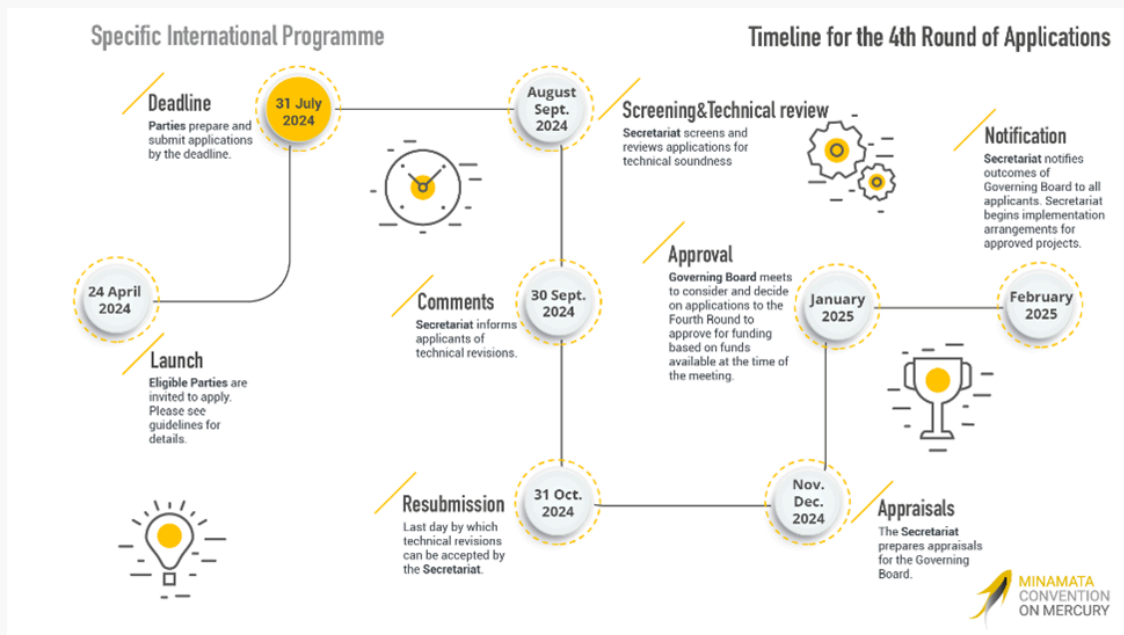 Specific International Programme
Timeline for the 4th Round of Applications
24 April
2024
Launch
Eligible Parties are
invited to apply.
Please see
guidelines for
details.
31 July
2024
Deadline
Parties prepare and
submit applications
by the deadline.
August
Sept.
2024
Screening&Technical review
Secretariat screens and
reviews applications for
technical soundness
30 Sept.
2024
Comments
Secretariat informs
applicants of
technical revisions.
31 Oct.
2024
Resubmission
Last day by which
technical revisions
can be accepted by
the Secretariat.
Nov.
Dec.
2024
Appraisals
The Secretariat
prepares appraisals
for the Governing
Board.
January
2025
Approval
Governing Board meets
to consider and decide
on applications to the
Fourth Round to
approve for funding
based on funds
available at the time of
the meeting.
February
2025
Notification
Secretariat notifies
outcomes of
Governing Board to all
applicants. Secretariat
begins implementation
arrangements for
approved projects.
MINAMATA
CONVENTION
ON MERCURY